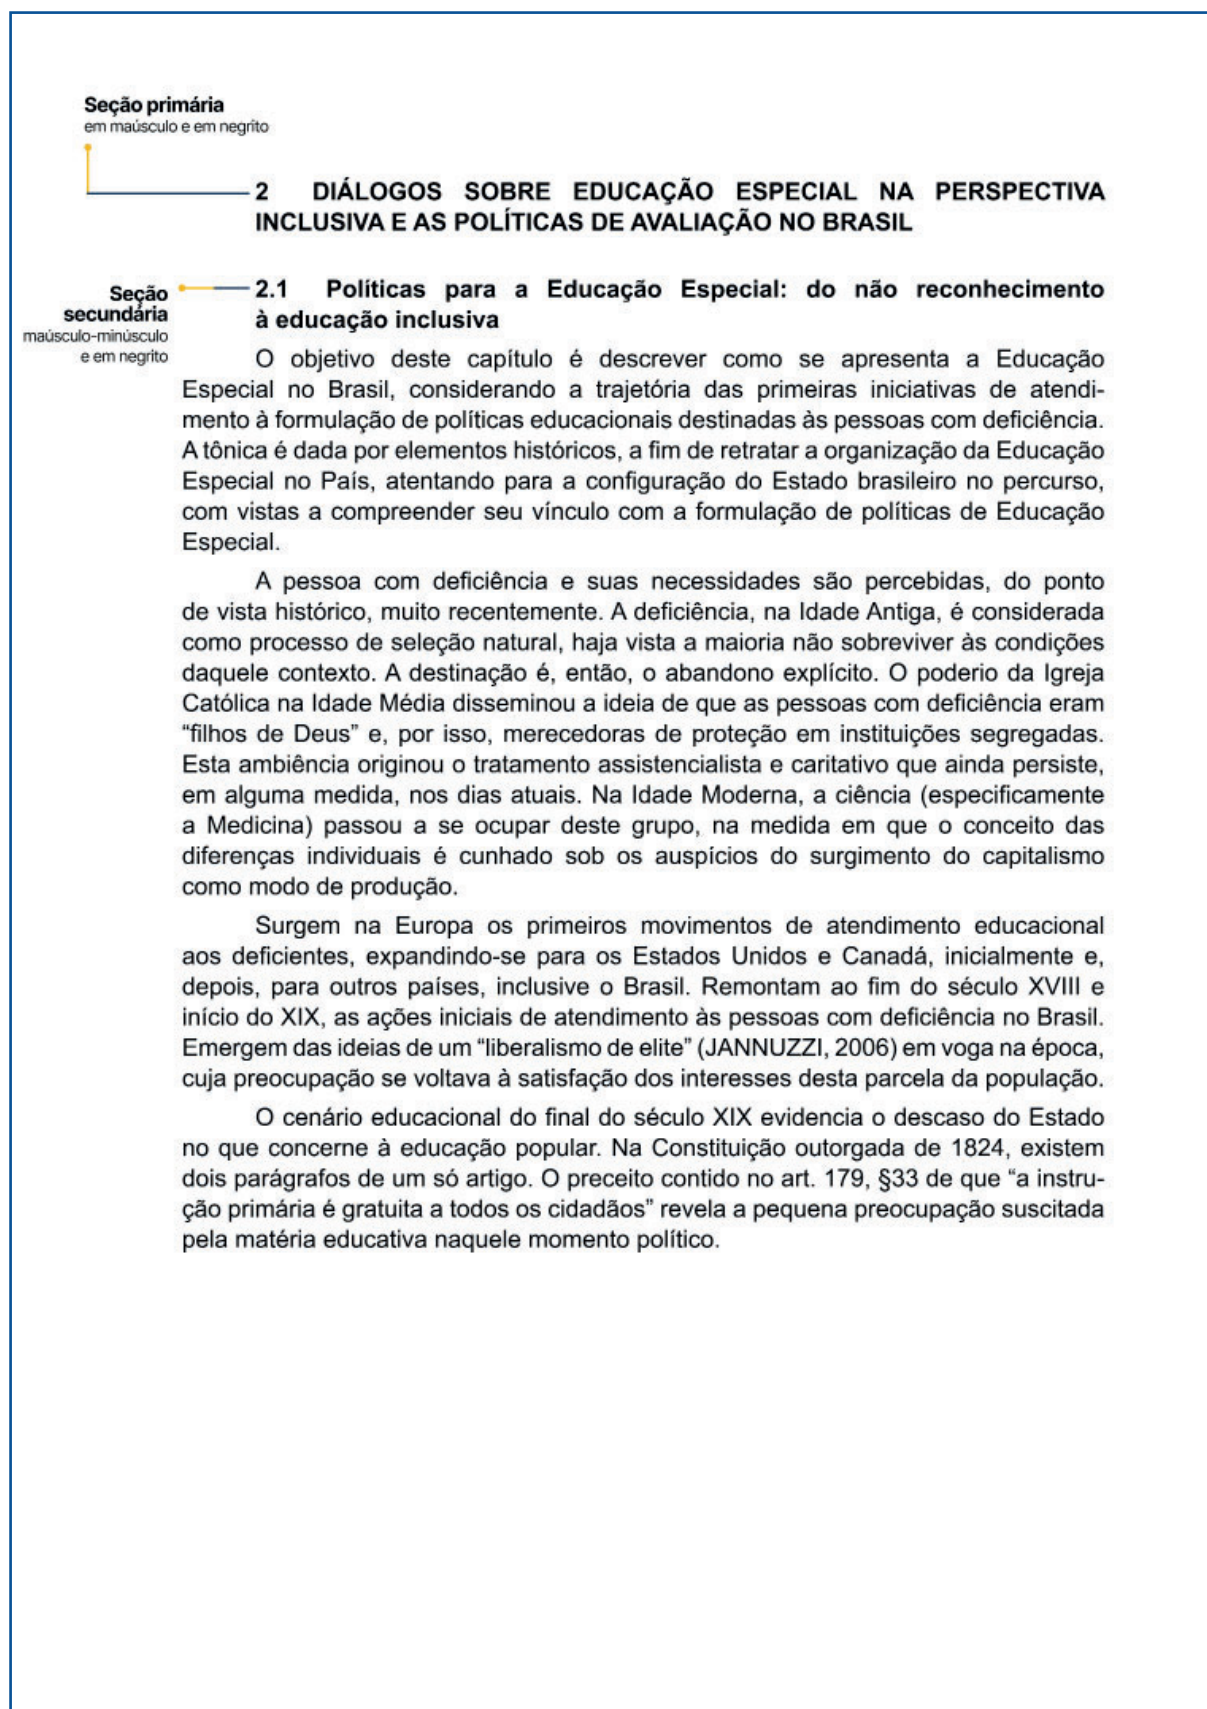 Seção primária
em maúsculo e em negrito
2 DIÁLOGOS SOBRE EDUCAÇÃO ESPECIAL NA PERSPECTIVA
INCLUSIVA E AS POLÍTICAS DE AVALIAÇÃO NO BRASIL
Seção
secundária
maúsculo-minúsculo
e em negrito
2.1 Políticas para a Educação Especial: do não reconhecimento
à educação inclusiva
O objetivo deste capítulo é descrever como se apresenta a Educação
Especial no Brasil, considerando a trajetória das primeiras iniciativas de atendi-
mento à formulação de políticas educacionais destinadas às pessoas com deficiência.
A tônica é dada por elementos históricos, a fim de retratar a organização da Educação
Especial no País, atentando para a configuração do Estado brasileiro no percurso,
com vistas a compreender seu vínculo com a formulação de políticas de Educação
Especial.
A pessoa com deficiência e suas necessidades são percebidas, do ponto
de vista histórico, muito recentemente. A deficiência, na Idade Antiga, é considerada
como processo de seleção natural, haja vista a maioria não sobreviver às condições
daquele contexto. A destinação é, então, o abandono explícito. O poderio da Igreja
Católica na Idade Média disseminou a ideia de que as pessoas com deficiência eram
“filhos de Deus” e, por isso, merecedoras de proteção em instituições segregadas.
Esta ambiência originou o tratamento assistencialista e caritativo que ainda persiste,
em alguma medida, nos dias atuais. Na Idade Moderna, a ciência (especificamente
a Medicina) passou a se ocupar deste grupo, na medida em que o conceito das
diferenças individuais é cunhado sob os auspícios do surgimento do capitalismo
como modo de produção.
Surgem na Europa os primeiros movimentos de atendimento educacional
aos deficientes, expandindo-se para os Estados Unidos e Canadá, inicialmente e,
depois, para outros países, inclusive o Brasil. Remontam ao fim do século XVIII e
início do XIX, as ações iniciais de atendimento às pessoas com deficiência no Brasil.
Emergem das ideias de um “liberalismo de elite” (JANNUZZI, 2006) em voga na época,
cuja preocupação se voltava à satisfação dos interesses desta parcela da população.
O cenário educacional do final do século XIX evidencia o descaso do Estado
no que concerne à educação popular. Na Constituição outorgada de 1824, existem
dois parágrafos de um só artigo. O preceito contido no art. 179, §33 de que “a instru-
ção primária é gratuita a todos os cidadãos” revela a pequena preocupação suscitada
pela matéria educativa naquele momento político.